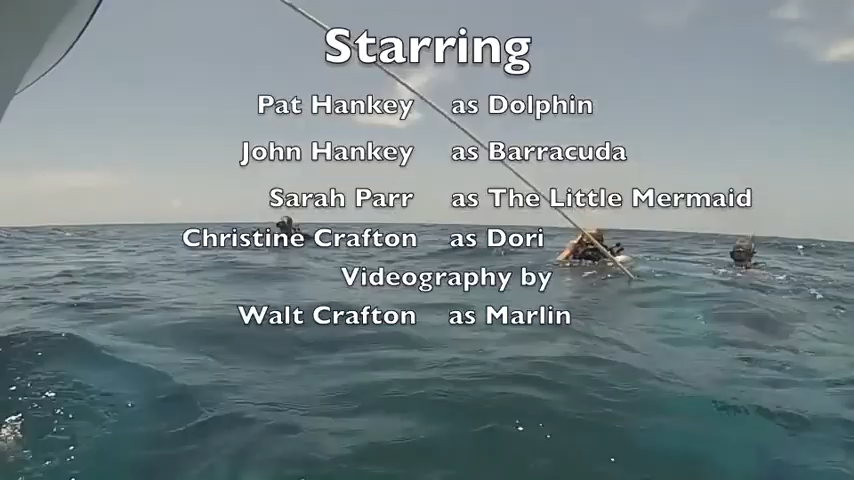 Starring
Pat Hankey as Dolphin
John Hankey as Barracuda
Sarah Parr as The Little Mermaid
Christine Crafton as Dori
Videography by
Walt Crafton as Marlin